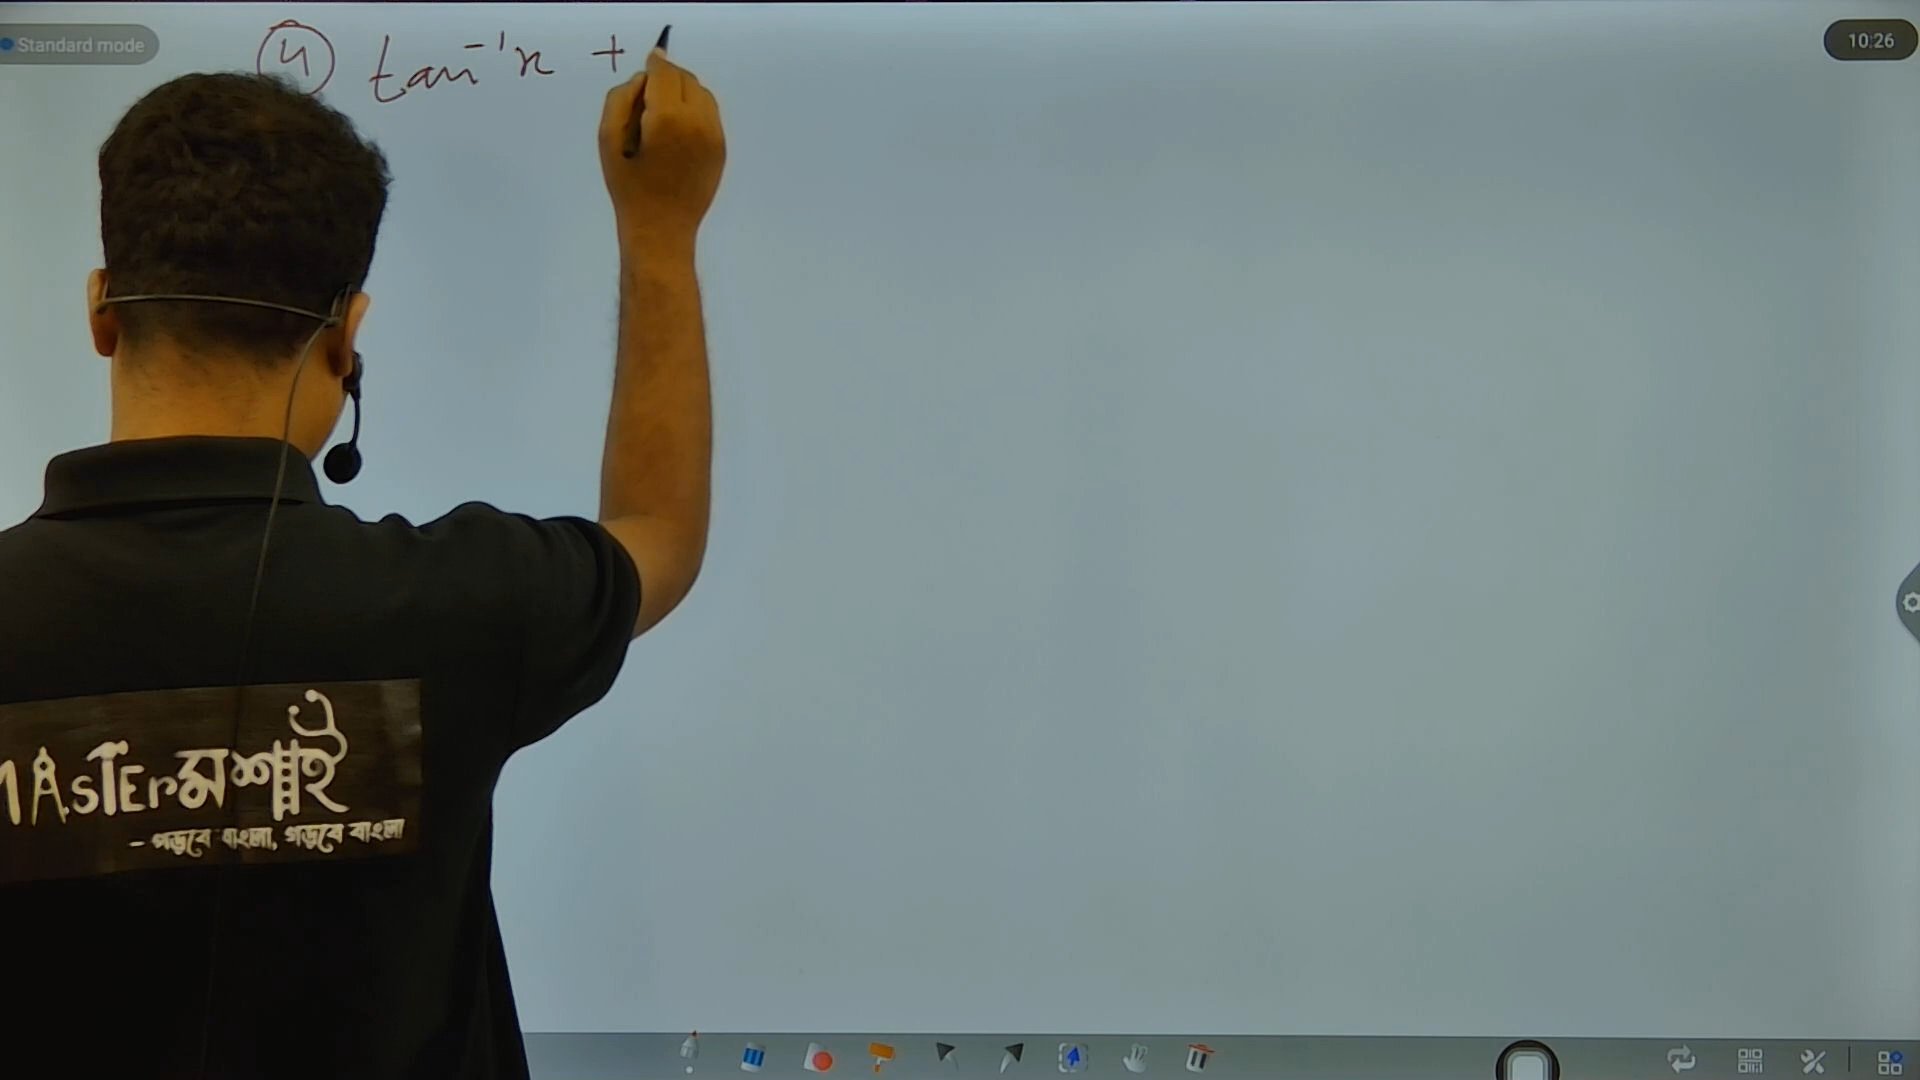 Standard mode
10:26
④ tan⁻¹x +
MAsTErমশাই
- পড়বে বাংলা, গড়বে বাংলা